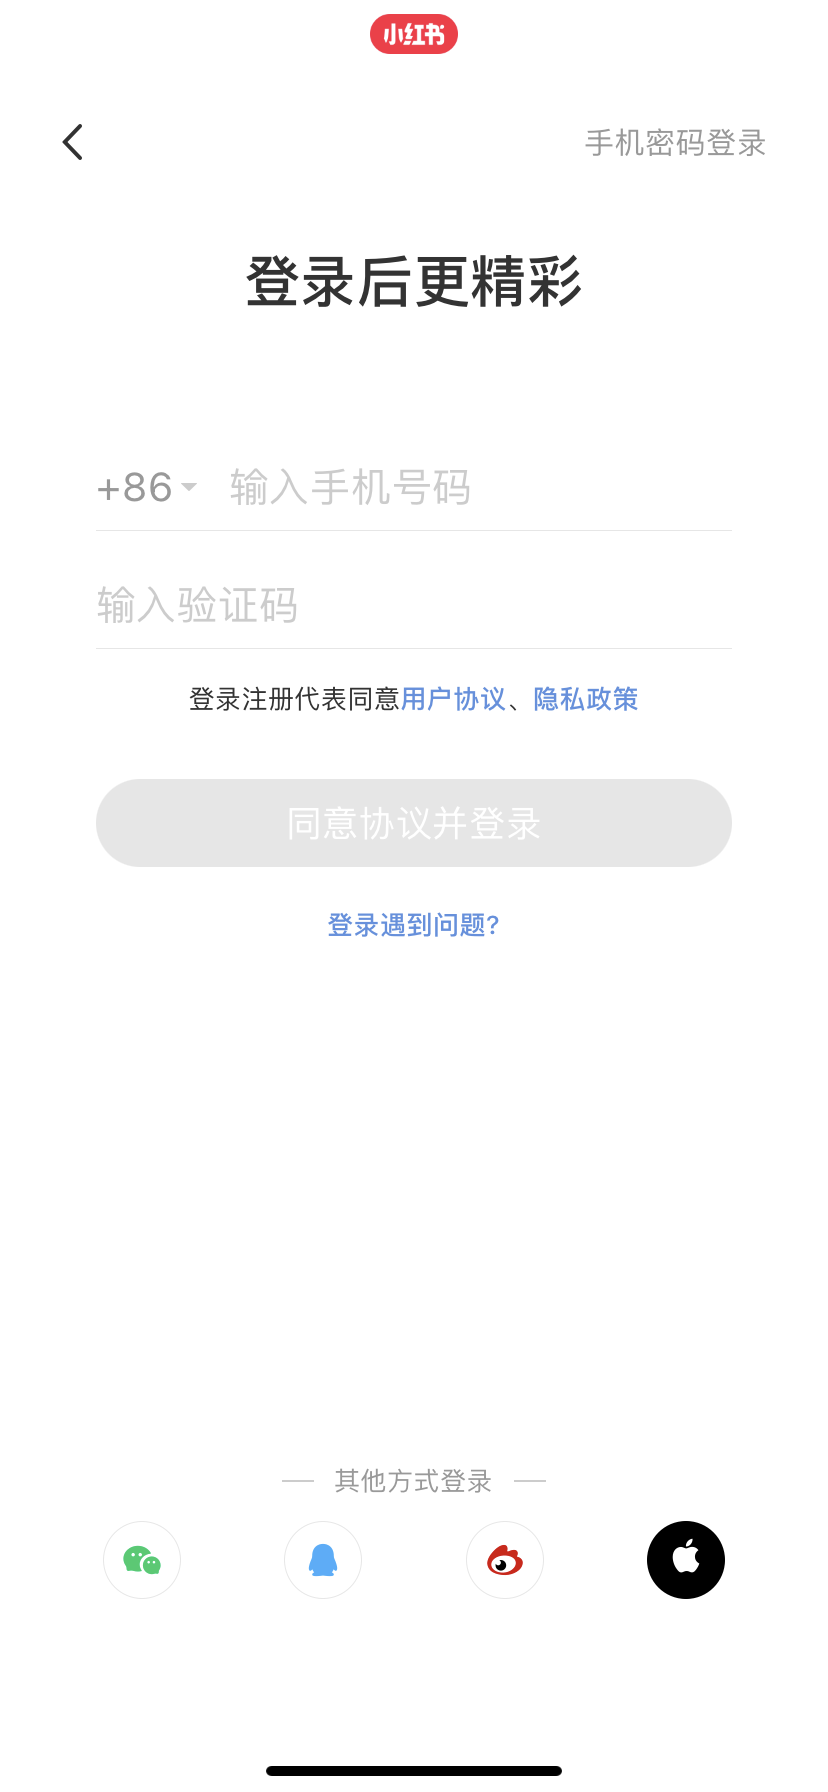 小红书
手机密码登录
登录后更精彩
+86 输入手机号码
输入验证码
登录注册代表同意用户协议、隐私政策
同意协议并登录
登录遇到问题?
其他方式登录